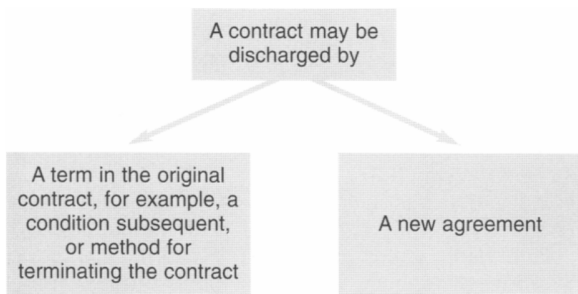 A contract may be
discharged by
A term in the original
contract, for example, a
condition subsequent,
or method for
terminating the contract
A new agreement